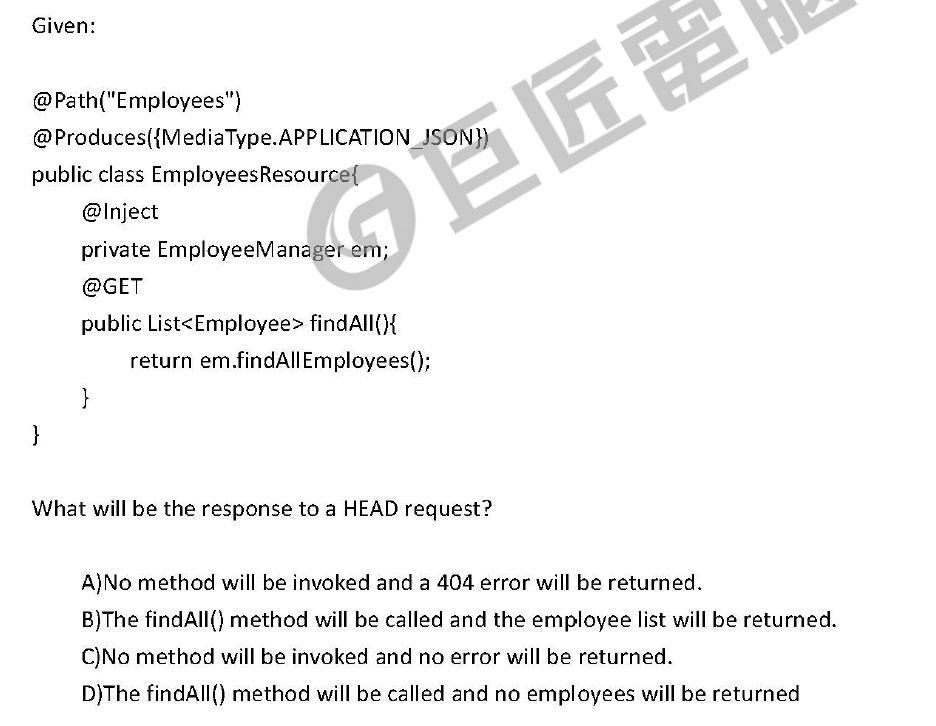 Given:
@Path("Employees")
@Produces({MediaType.APPLICATION_JSON})
public class EmployeesResource{
@Inject
private EmployeeManager em;
@GET
public List<Employee> findAll(){
return em.findAllEmployees();
}
}
What will be the response to a HEAD request?
A)No method will be invoked and a 404 error will be returned.
B)The findAll() method will be called and the employee list will be returned.
C)No method will be invoked and no error will be returned.
D)The findAll() method will be called and no employees will be returned
巨匠電腦